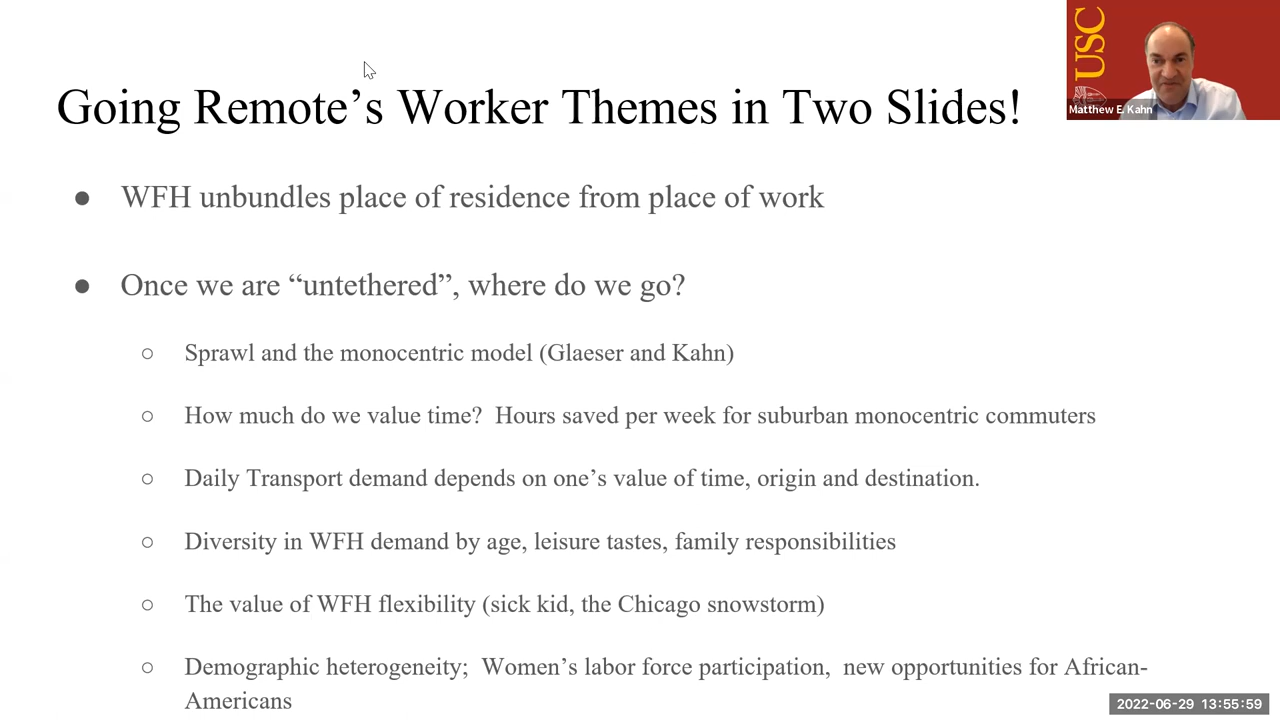 USC
Matthew E. Kahn
Going Remote’s Worker Themes in Two Slides!
● WFH unbundles place of residence from place of work
● Once we are “untethered”, where do we go?
○ Sprawl and the monocentric model (Glaeser and Kahn)
○ How much do we value time?  Hours saved per week for suburban monocentric commuters
○ Daily Transport demand depends on one’s value of time, origin and destination.
○ Diversity in WFH demand by age, leisure tastes, family responsibilities
○ The value of WFH flexibility (sick kid, the Chicago snowstorm)
○ Demographic heterogeneity;  Women’s labor force participation,  new opportunities for African-
Americans
2022-06-29 13:55:59